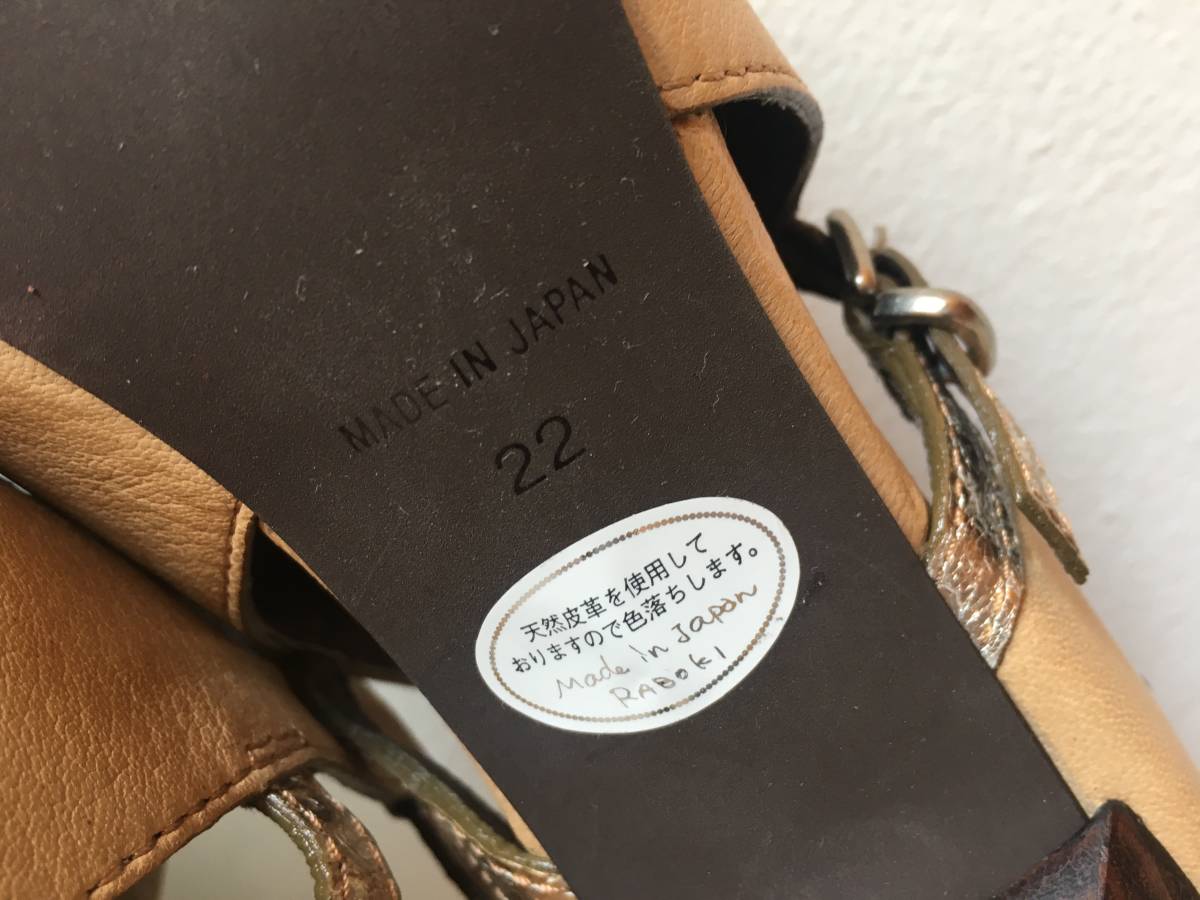 MADE IN JAPAN
22
天然皮革を使用して
おりますので色落ちします。
Made in Japan
RABOKI